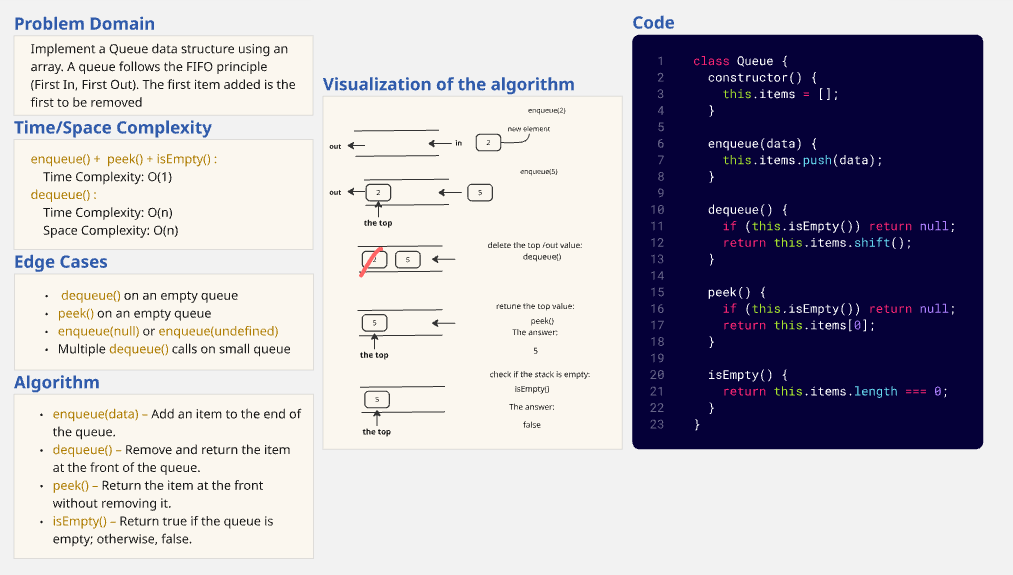 Problem Domain
Implement a Queue data structure using an
array. A queue follows the FIFO principle
(First In, First Out). The first item added is the
first to be removed
Time/Space Complexity
enqueue() +  peek() + isEmpty() :
Time Complexity: O(1)
dequeue() :
Time Complexity: O(n)
Space Complexity: O(n)
Edge Cases
• dequeue() on an empty queue
• peek() on an empty queue
• enqueue(null) or enqueue(undefined)
• Multiple dequeue() calls on small queue
Algorithm
• enqueue(data) – Add an item to the end of
the queue.
• dequeue() – Remove and return the item
at the front of the queue.
• peek() – Return the item at the front
without removing it.
• isEmpty() – Return true if the queue is
empty; otherwise, false.
Visualization of the algorithm
enqueue(2)
new element
out
in
2
enqueue(5)
out
2
5
the top
delete the top /out value:
dequeue()
2
5
retune the top value:
peek()
The answer:
5
5
the top
check if the stack is empty:
isEmpty()
The answer:
false
5
the top
Code
1 class Queue {
2 constructor() {
3 this.items = [];
4 }
5
6 enqueue(data) {
7 this.items.push(data);
8 }
9
10 dequeue() {
11 if (this.isEmpty()) return null;
12 return this.items.shift();
13 }
14
15 peek() {
16 if (this.isEmpty()) return null;
17 return this.items[0];
18 }
19
20 isEmpty() {
21 return this.items.length === 0;
22 }
23 }